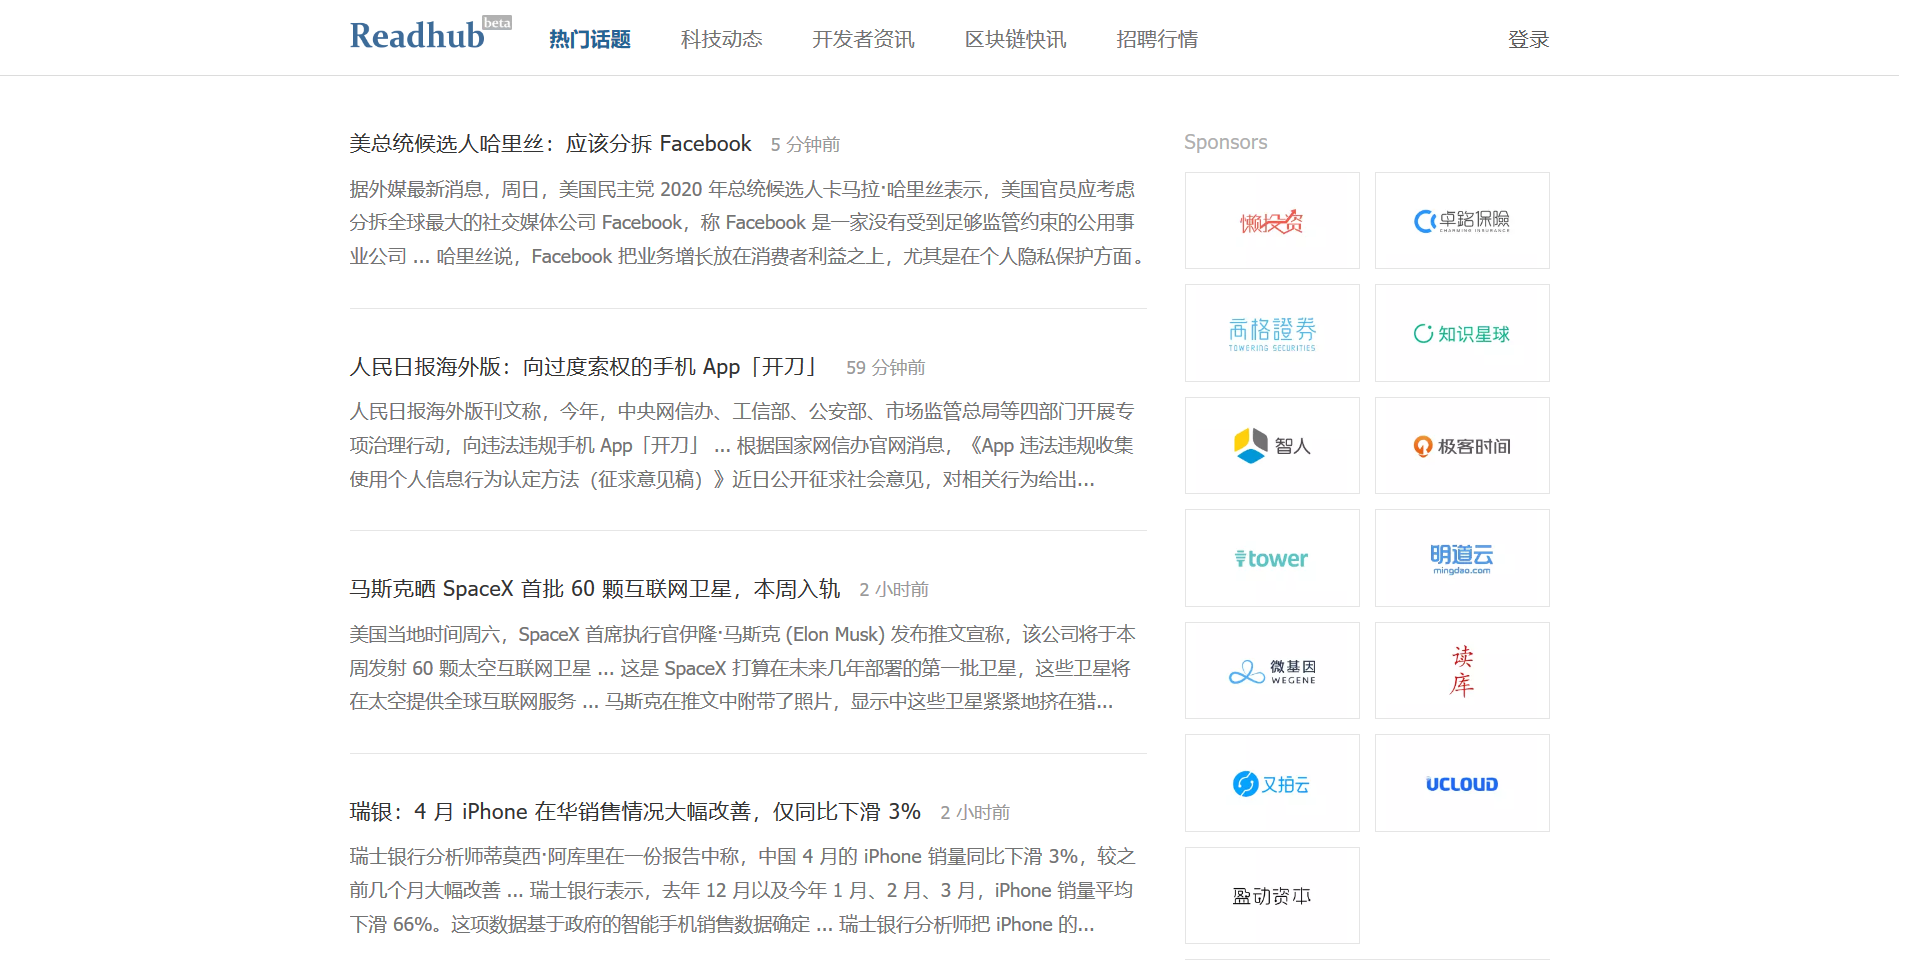 Readhub beta 热门话题 科技动态 开发者资讯 区块链快讯 招聘行情 登录
美总统候选人哈里丝：应该分拆 Facebook 5 分钟前
据外媒最新消息，周日，美国民主党 2020 年总统候选人卡马拉·哈里丝表示，美国官员应考虑
分拆全球最大的社交媒体公司 Facebook，称 Facebook 是一家没有受到足够监管约束的公用事
业公司 ... 哈里丝说，Facebook 把业务增长放在消费者利益之上，尤其是在个人隐私保护方面。
人民日报海外版：向过度索权的手机 App「开刀」 59 分钟前
人民日报海外版刊文称，今年，中央网信办、工信部、公安部、市场监管总局等四部门开展专
项治理行动，向违法违规手机 App「开刀」 ... 根据国家网信办官网消息，《App 违法违规收集
使用个人信息行为认定方法（征求意见稿）》近日公开征求社会意见，对相关行为给出...
马斯克晒 SpaceX 首批 60 颗互联网卫星，本周入轨 2 小时前
美国当地时间周六，SpaceX 首席执行官伊隆·马斯克 (Elon Musk) 发布推文宣称，该公司将于本
周发射 60 颗太空互联网卫星 ... 这是 SpaceX 打算在未来几年部署的第一批卫星，这些卫星将
在太空提供全球互联网服务 ... 马斯克在推文中附带了照片，显示中这些卫星紧紧地挤在猎...
瑞银：4 月 iPhone 在华销售情况大幅改善，仅同比下滑 3% 2 小时前
瑞士银行分析师蒂莫西·阿库里在一份报告中称，中国 4 月的 iPhone 销量同比下滑 3%，较之
前几个月大幅改善 ... 瑞士银行表示，去年 12 月以及今年 1 月、2 月、3 月，iPhone 销量平均
下滑 66%。这项数据基于政府的智能手机销售数据确定 ... 瑞士银行分析师把 iPhone 的...
Sponsors
懒投资
卓路保險
CHARMING INSURANCE
高格證券
TOWERING SECURITIES
知识星球
智人
极客时间
tower
明道云
mingdao.com
微基因
WEGENE
读
库
又拍云
UCLOUD
盈动资本